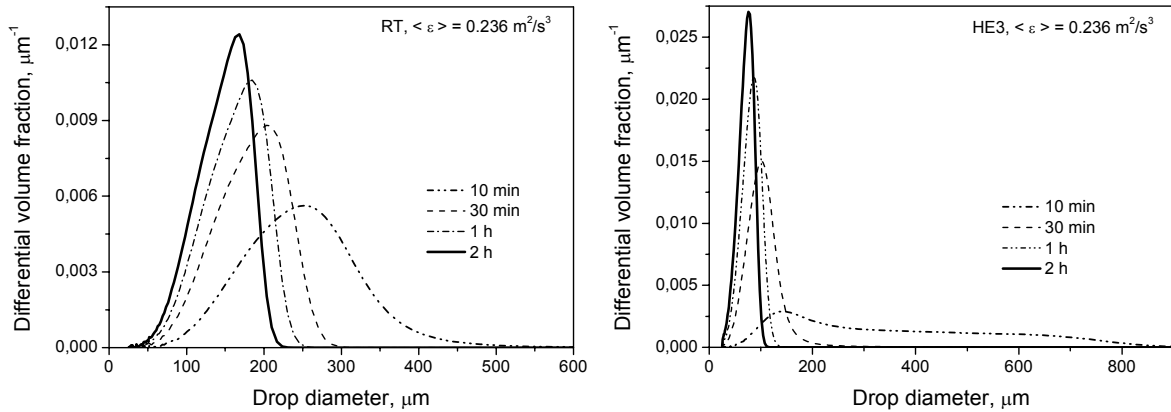 RT, < ε > = 0.236 m²/s³
Differential volume fraction, μm⁻¹
0,012
0,009
0,006
0,003
0,000
10 min
30 min
1 h
2 h
0 100 200 300 400 500 600
Drop diameter, μm
HE3, < ε > = 0.236 m²/s³
Differential volume fraction, μm⁻¹
0,025
0,020
0,015
0,010
0,005
0,000
10 min
30 min
1 h
2 h
0 200 400 600 800
Drop diameter, μm